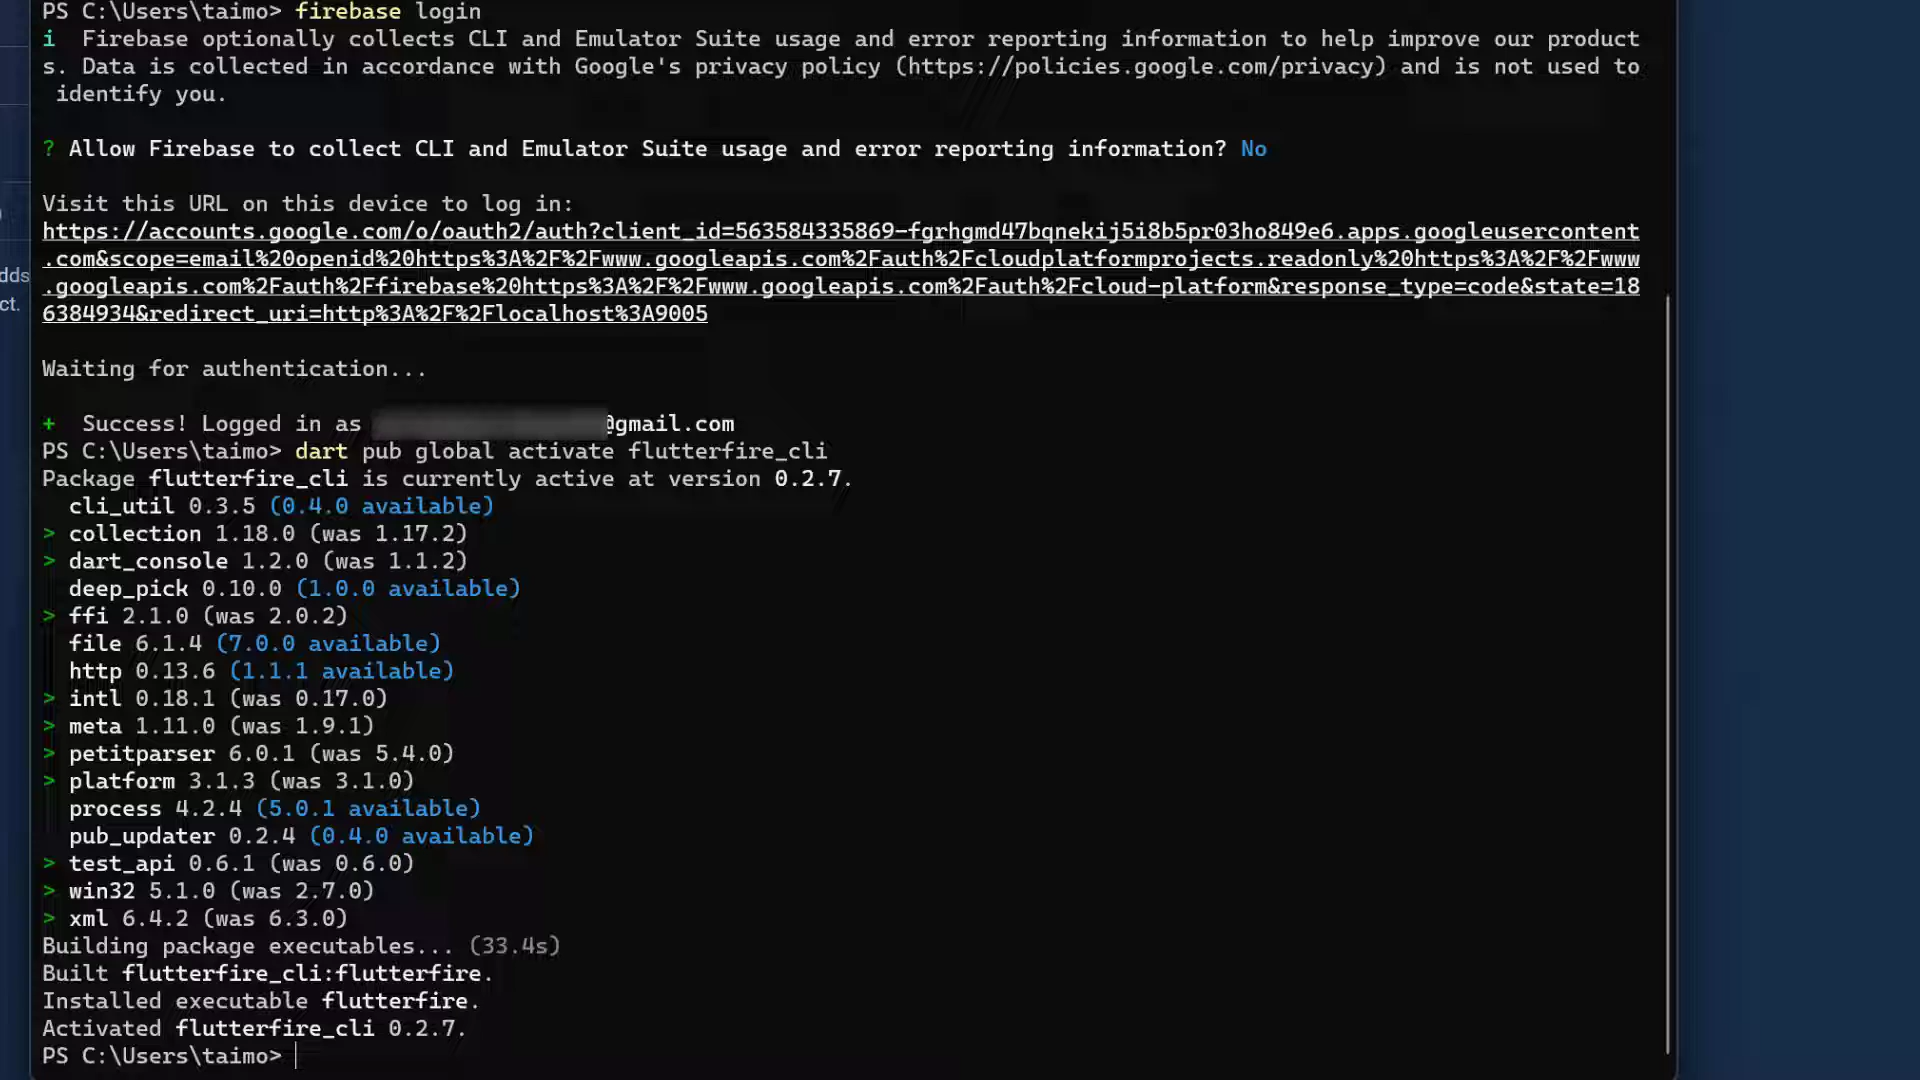 PS C:\Users\taimo> firebase login
i  Firebase optionally collects CLI and Emulator Suite usage and error reporting information to help improve our product
s. Data is collected in accordance with Google's privacy policy (https://policies.google.com/privacy) and is not used to
identify you.
? Allow Firebase to collect CLI and Emulator Suite usage and error reporting information? No
Visit this URL on this device to log in:
https://accounts.google.com/o/oauth2/auth?client_id=563584335869-fgrhgmd47bqnekij5i8b5pr03ho849e6.apps.googleusercontent
.com&scope=email%20openid%20https%3A%2F%2Fwww.googleapis.com%2Fauth%2Fcloudplatformprojects.readonly%20https%3A%2F%2Fwww
.googleapis.com%2Fauth%2Ffirebase%20https%3A%2F%2Fwww.googleapis.com%2Fauth%2Fcloud-platform&response_type=code&state=18
6384934&redirect_uri=http%3A%2F%2Flocalhost%3A9005
dds
ct.
Waiting for authentication...
+  Success! Logged in as @gmail.com
PS C:\Users\taimo> dart pub global activate flutterfire_cli
Package flutterfire_cli is currently active at version 0.2.7.
cli_util 0.3.5 (0.4.0 available)
> collection 1.18.0 (was 1.17.2)
> dart_console 1.2.0 (was 1.1.2)
deep_pick 0.10.0 (1.0.0 available)
> ffi 2.1.0 (was 2.0.2)
file 6.1.4 (7.0.0 available)
http 0.13.6 (1.1.1 available)
> intl 0.18.1 (was 0.17.0)
> meta 1.11.0 (was 1.9.1)
> petitparser 6.0.1 (was 5.4.0)
> platform 3.1.3 (was 3.1.0)
process 4.2.4 (5.0.1 available)
pub_updater 0.2.4 (0.4.0 available)
> test_api 0.6.1 (was 0.6.0)
> win32 5.1.0 (was 2.7.0)
> xml 6.4.2 (was 6.3.0)
Building package executables... (33.4s)
Built flutterfire_cli:flutterfire.
Installed executable flutterfire.
Activated flutterfire_cli 0.2.7.
PS C:\Users\taimo>